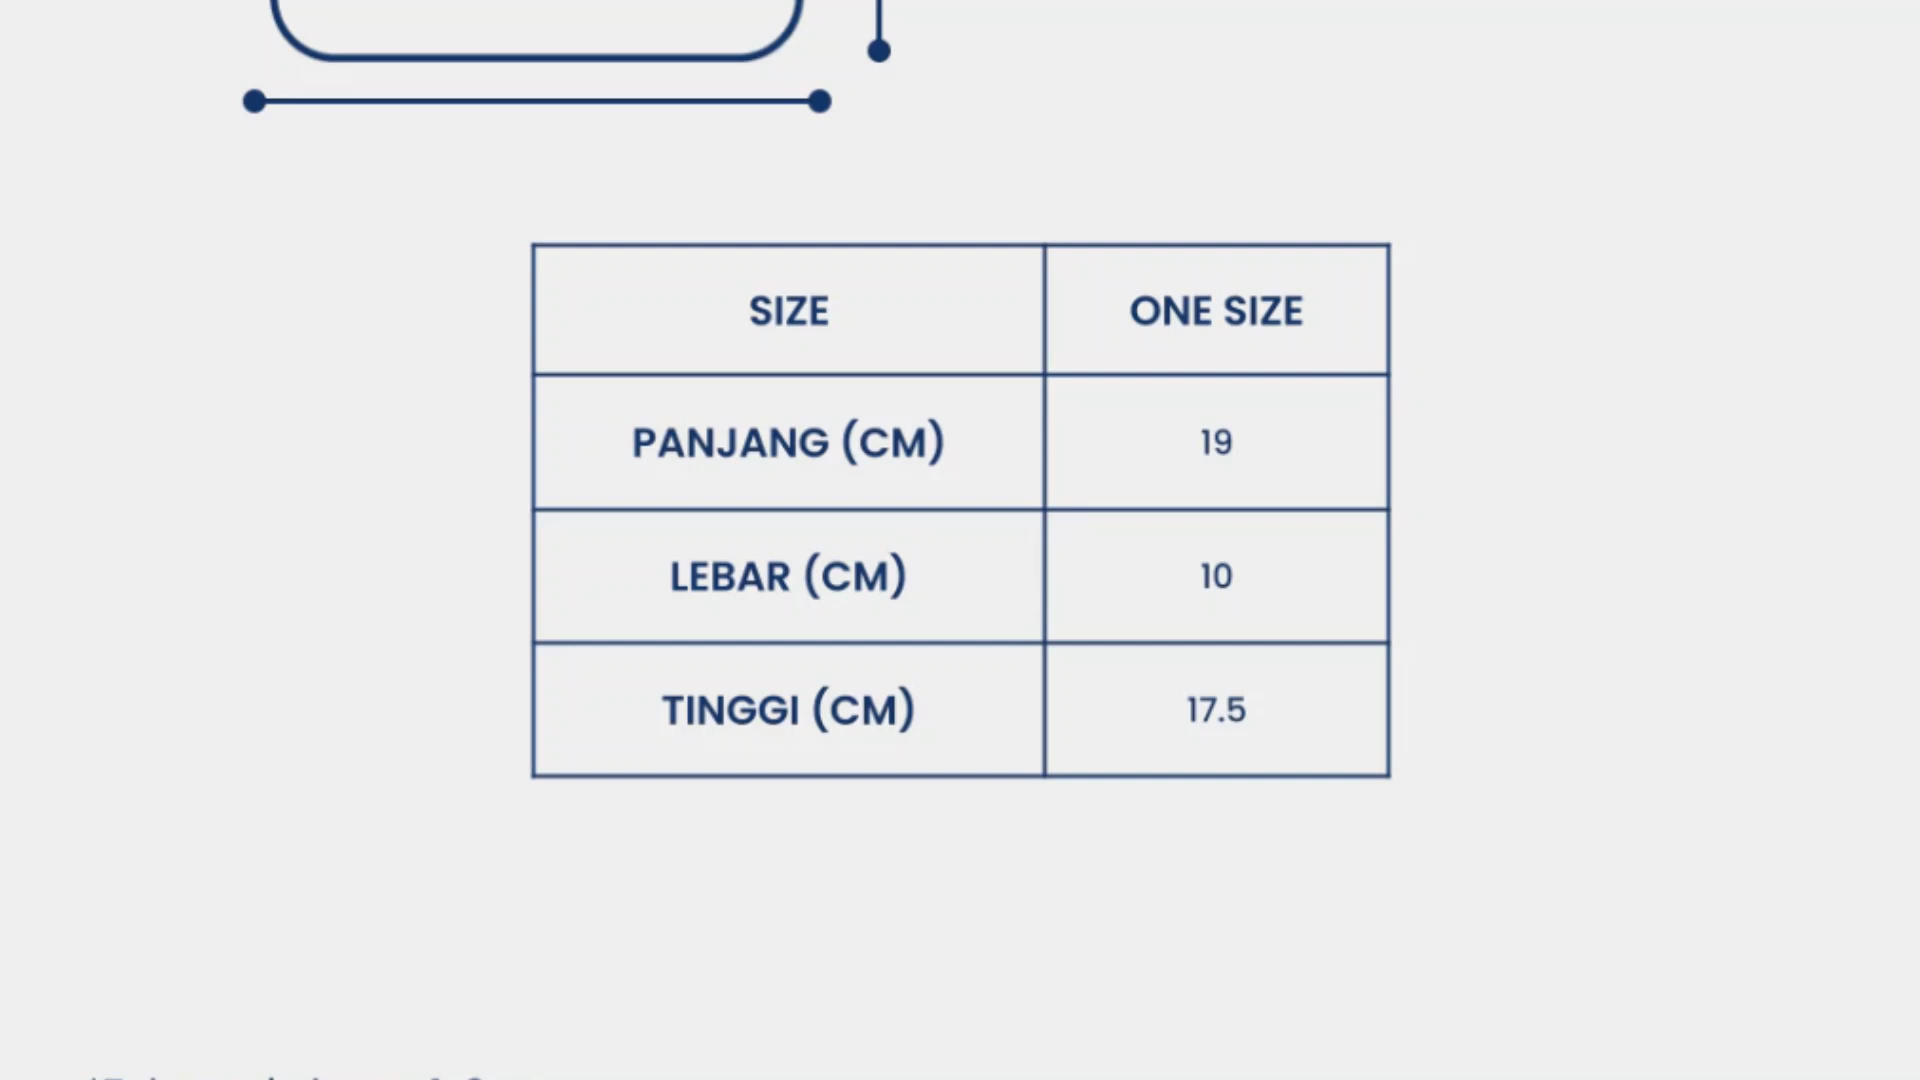 SIZE ONE SIZE
PANJANG (CM) 19
LEBAR (CM) 10
TINGGI (CM) 17.5